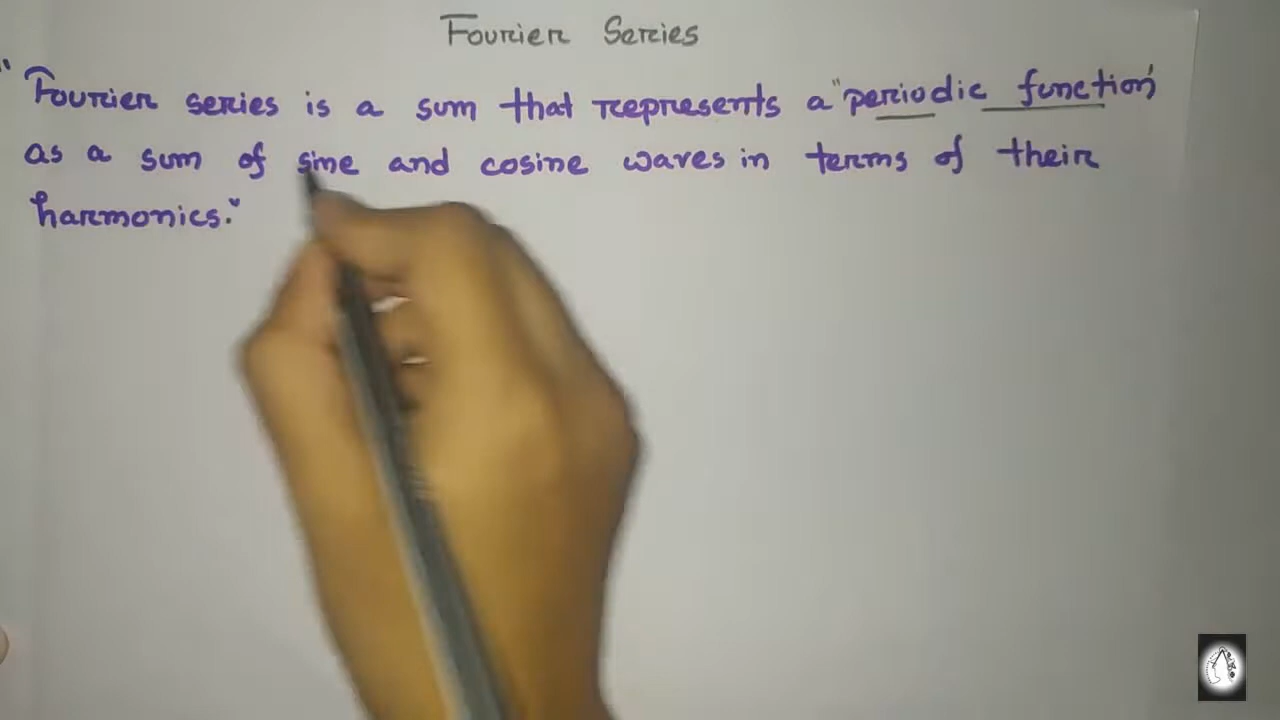 Fourier Series
"Fourier series is a sum that represents a "periodic function"
as a sum of sine and cosine waves in terms of their
harmonics."